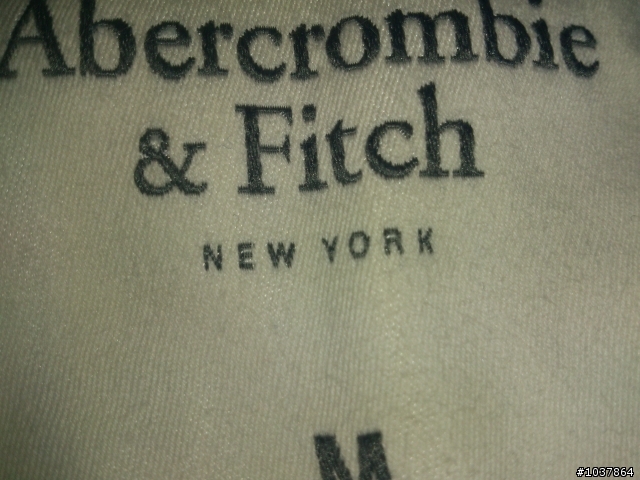 Abercrombie
& Fitch
NEW YORK
M
#1037864